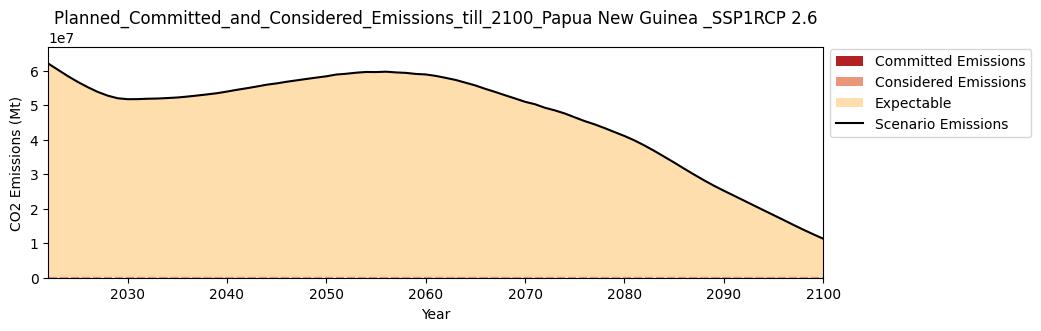 Planned_Committed_and_Considered_Emissions_till_2100_Papua New Guinea _SSP1RCP 2.6
1e7
Committed Emissions
Considered Emissions
Expectable
Scenario Emissions
CO2 Emissions (Mt)
6
5
4
3
2
1
0
2030 2040 2050 2060 2070 2080 2090 2100
Year